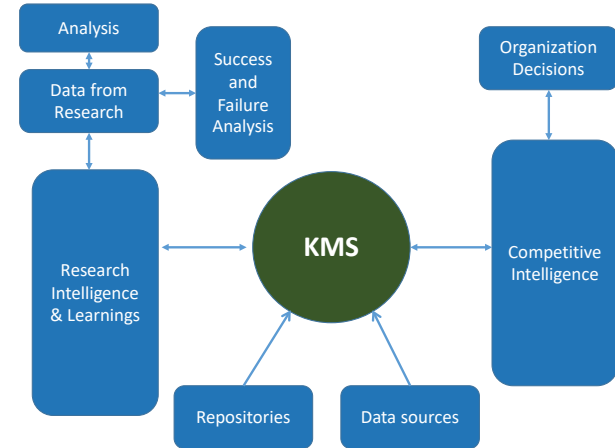 Analysis
Data from
Research
Success
and
Failure
Analysis
Organization
Decisions
Research
Intelligence
& Learnings
KMS
Competitive
Intelligence
Repositories
Data sources